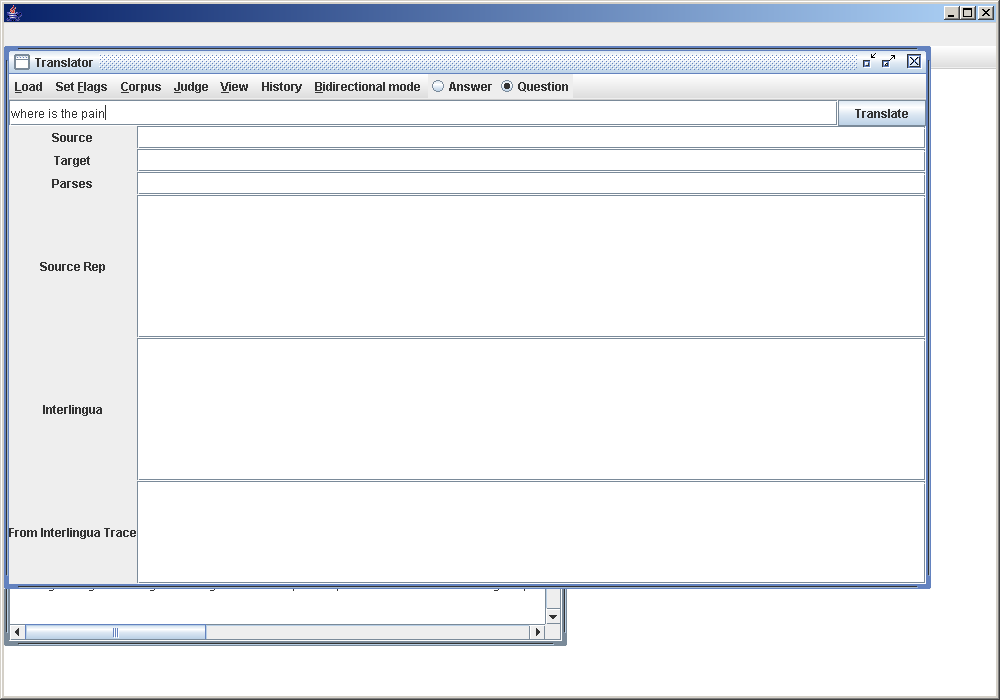 Translator
Load Set Flags Corpus Judge View History Bidirectional mode Answer Question
where is the pain Translate
Source
Target
Parses
Source Rep
Interlingua
From Interlingua Trace